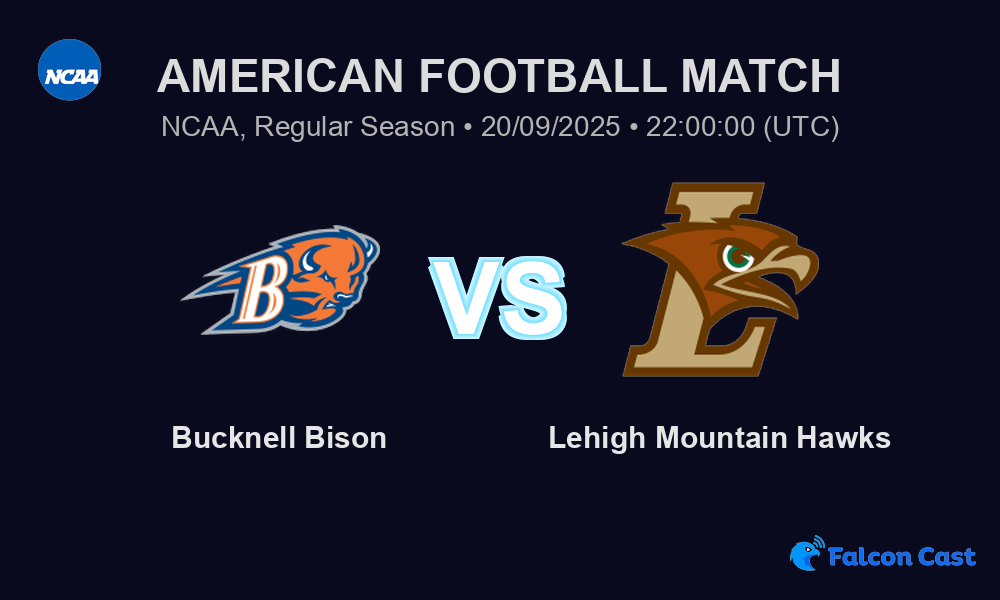 NCAA
AMERICAN FOOTBALL MATCH
NCAA, Regular Season • 20/09/2025 • 22:00:00 (UTC)
B
VS
L
Bucknell Bison
Lehigh Mountain Hawks
Falcon Cast